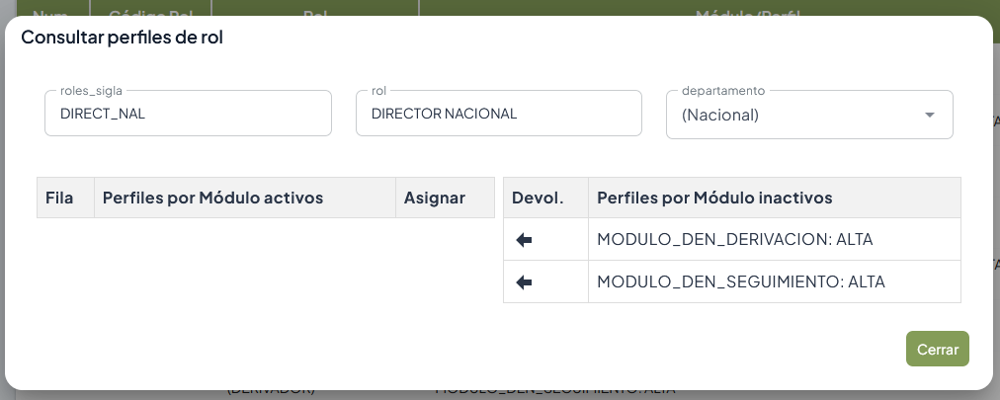 Num Código Rol Rol Módulo (Perfil
Consultar perfiles de rol
roles_sigla
DIRECT_NAL
rol
DIRECTOR NACIONAL
departamento
(Nacional)
Fila Perfiles por Módulo activos Asignar
Devol. Perfiles por Módulo inactivos
MODULO_DEN_DERIVACION: ALTA
MODULO_DEN_SEGUIMIENTO: ALTA
Cerrar
(DERIVADOR) MODULO_DEN_SEGUIMIENTO: ALTA